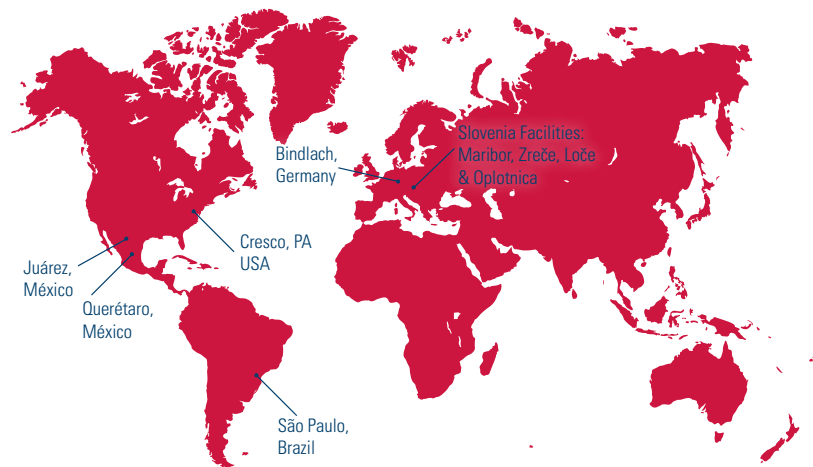 Slovenia Facilities:
Maribor, Zreče, Loče
& Oplotnica
Bindlach,
Germany
Cresco, PA
USA
Juárez,
México
Querétaro,
México
São Paulo,
Brazil